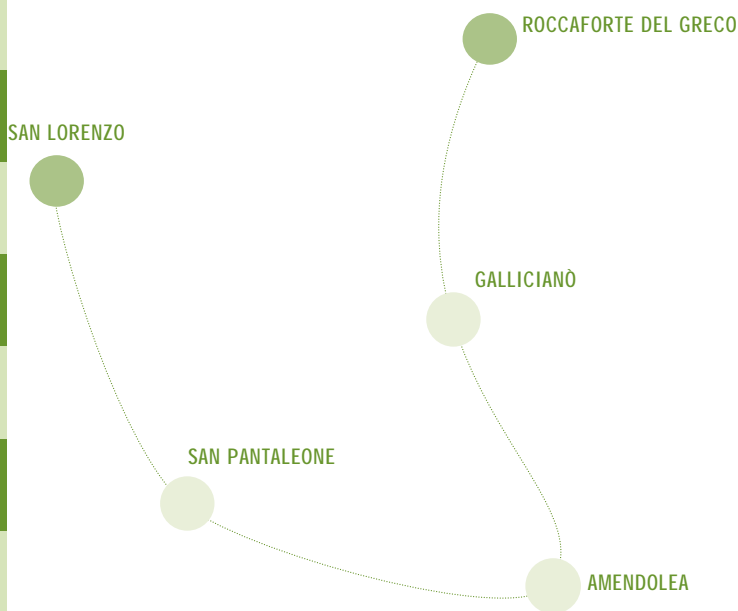 ROCCAFORTE DEL GRECO
SAN LORENZO
GALLICIANÒ
SAN PANTALEONE
AMENDOLEA